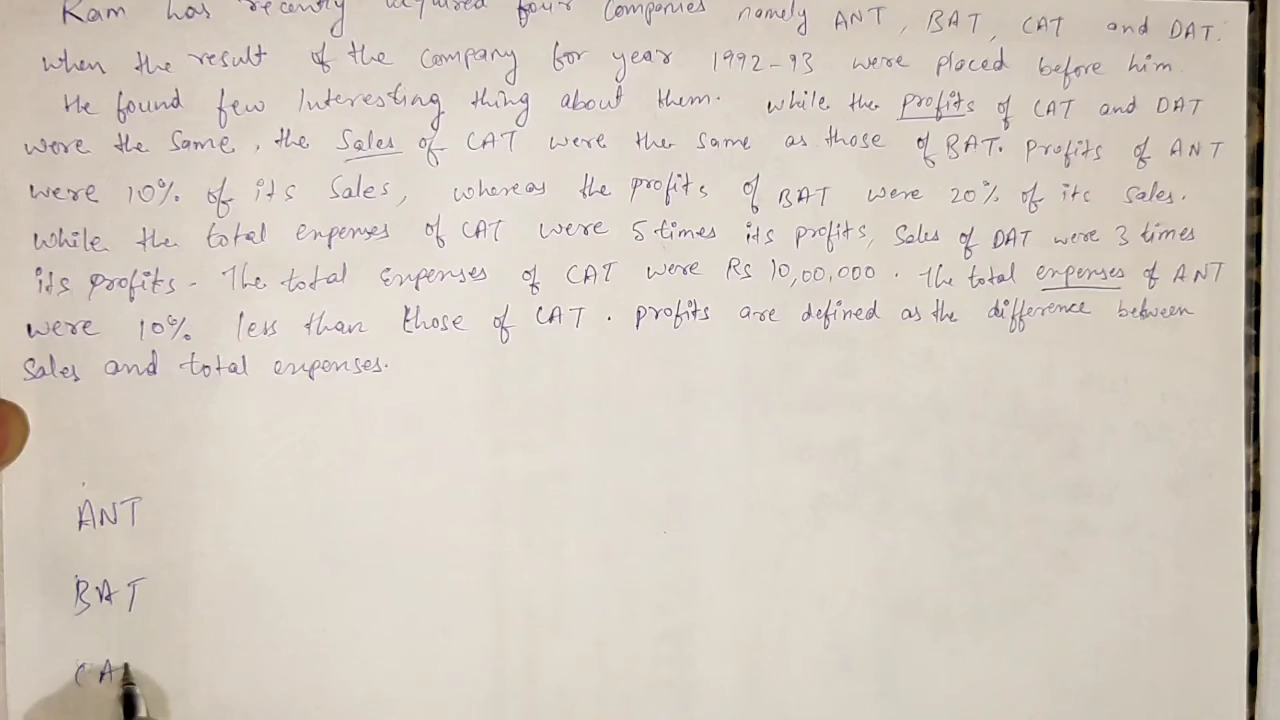 Ram has recently acquired four companies namely ANT, BAT, CAT and DAT.
when the result of the company for year 1992-93 were placed before him.
He found few Interesting thing about them. while the profits of CAT and DAT
were the same, the sales of CAT were the same as those of BAT. profits of ANT
were 10% of its sales, whereas the profits of BAT were 20% of its sales.
while the total expenses of CAT were 5 times its profits, sales of DAT were 3 times
its profits. The total expenses of CAT were Rs 10,00,000. The total expenses of ANT
were 10% less than those of CAT. profits are defined as the difference between
sales and total expenses.
ANT
BAT
CA